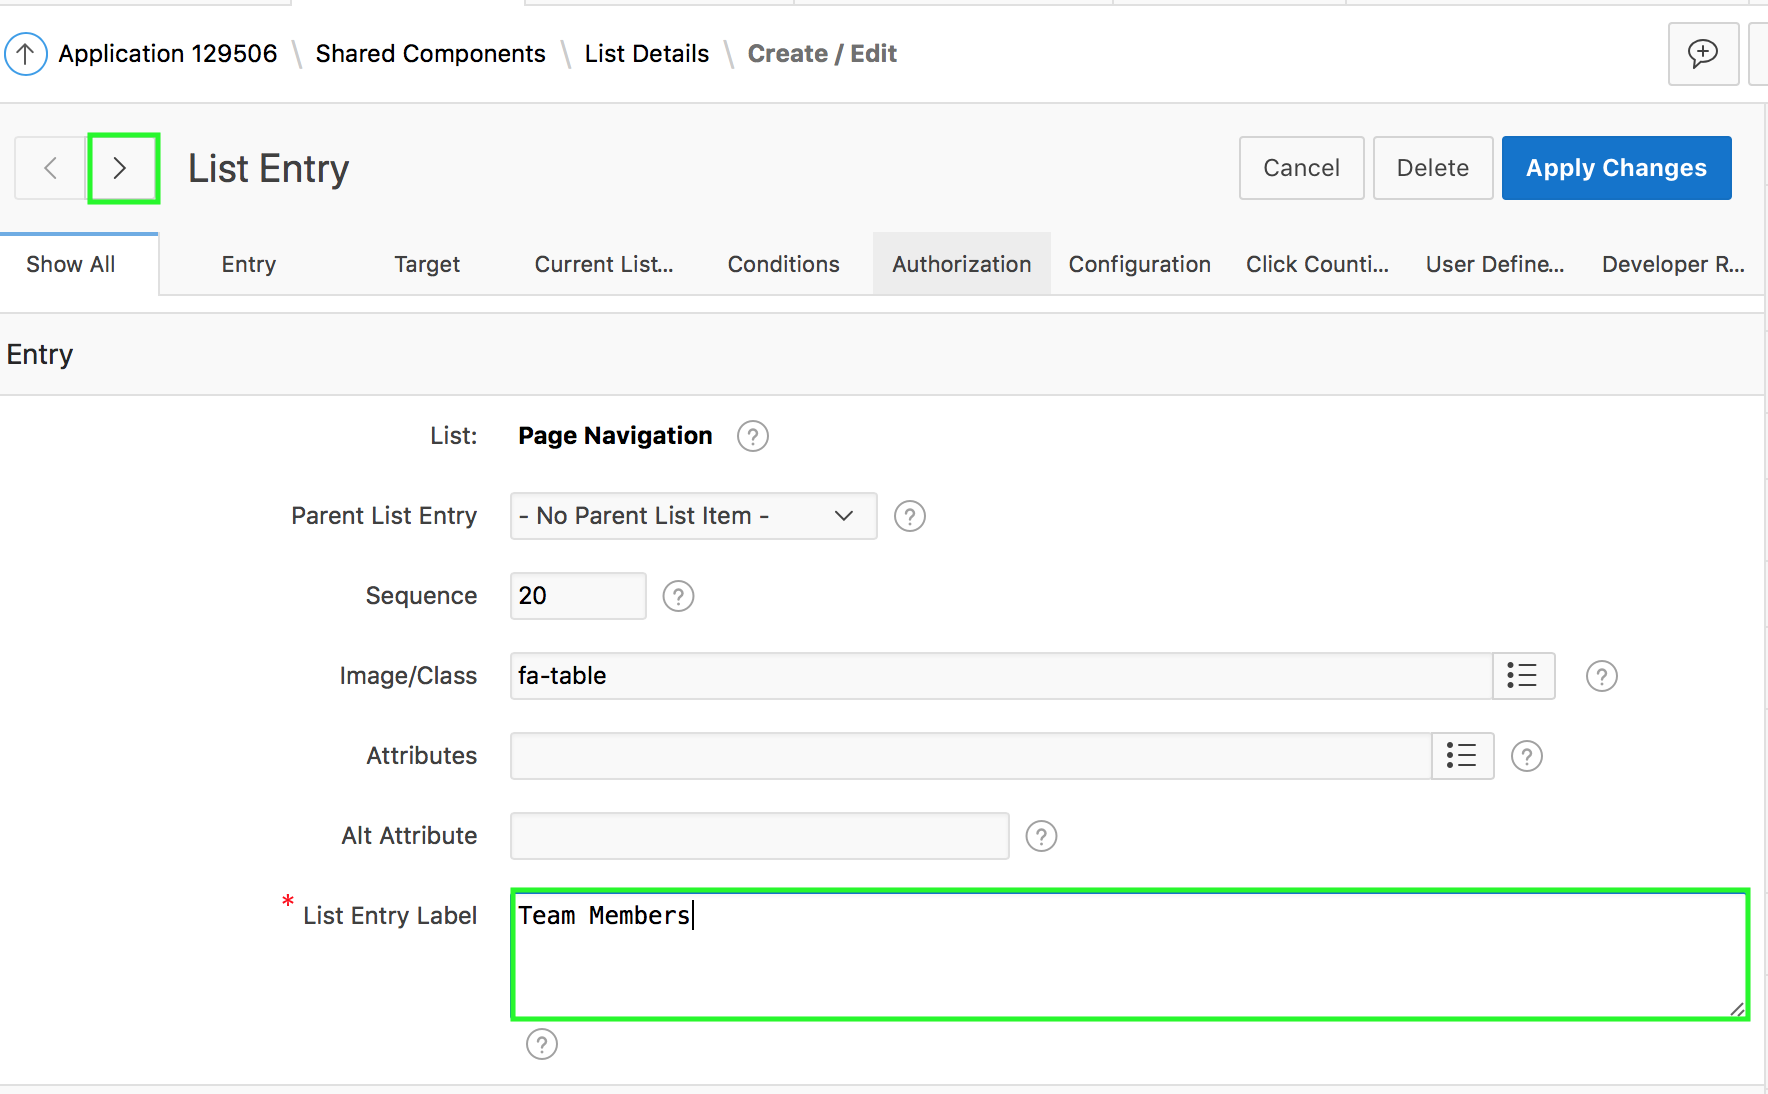 Application 129506 \ Shared Components \ List Details \ Create / Edit
List Entry
Cancel Delete Apply Changes
Show All Entry Target Current List... Conditions Authorization Configuration Click Counti... User Define... Developer R...
Entry
List: Page Navigation ?
Parent List Entry - No Parent List Item - ?
Sequence 20 ?
Image/Class fa-table ?
Attributes ?
Alt Attribute ?
* List Entry Label Team Members
?